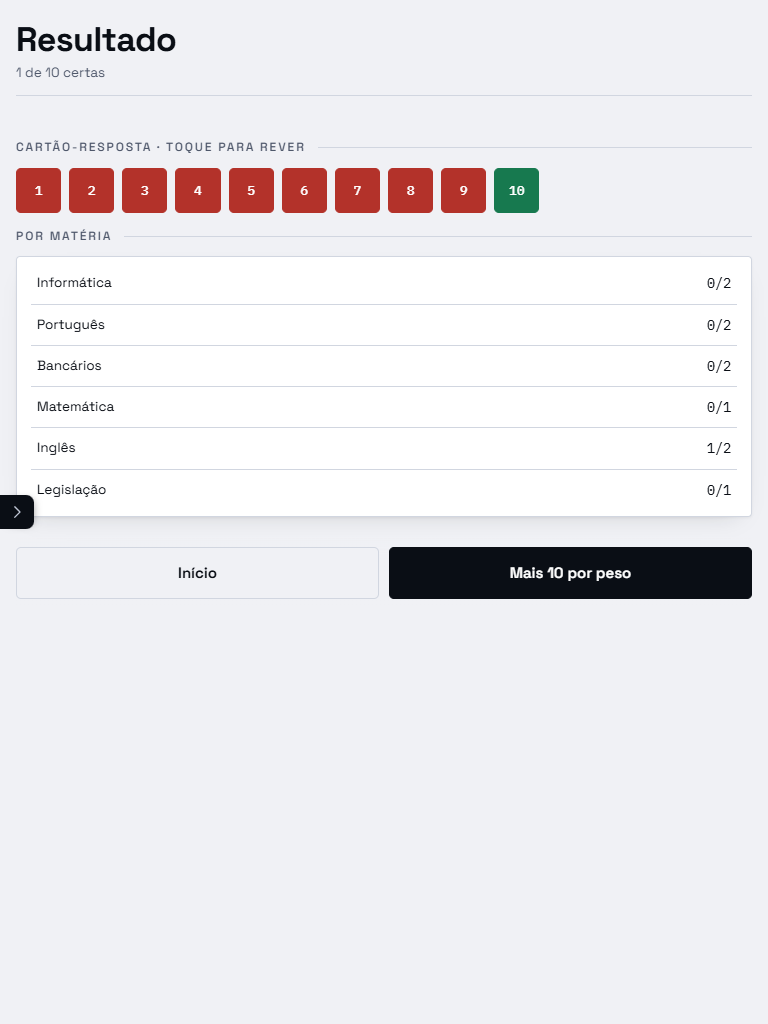 Resultado
1 de 10 certas
CARTÃO-RESPOSTA · TOQUE PARA REVER
1 2 3 4 5 6 7 8 9 10
POR MATÉRIA
Informática 0/2
Português 0/2
Bancários 0/2
Matemática 0/1
Inglês 1/2
Legislação 0/1
Início Mais 10 por peso